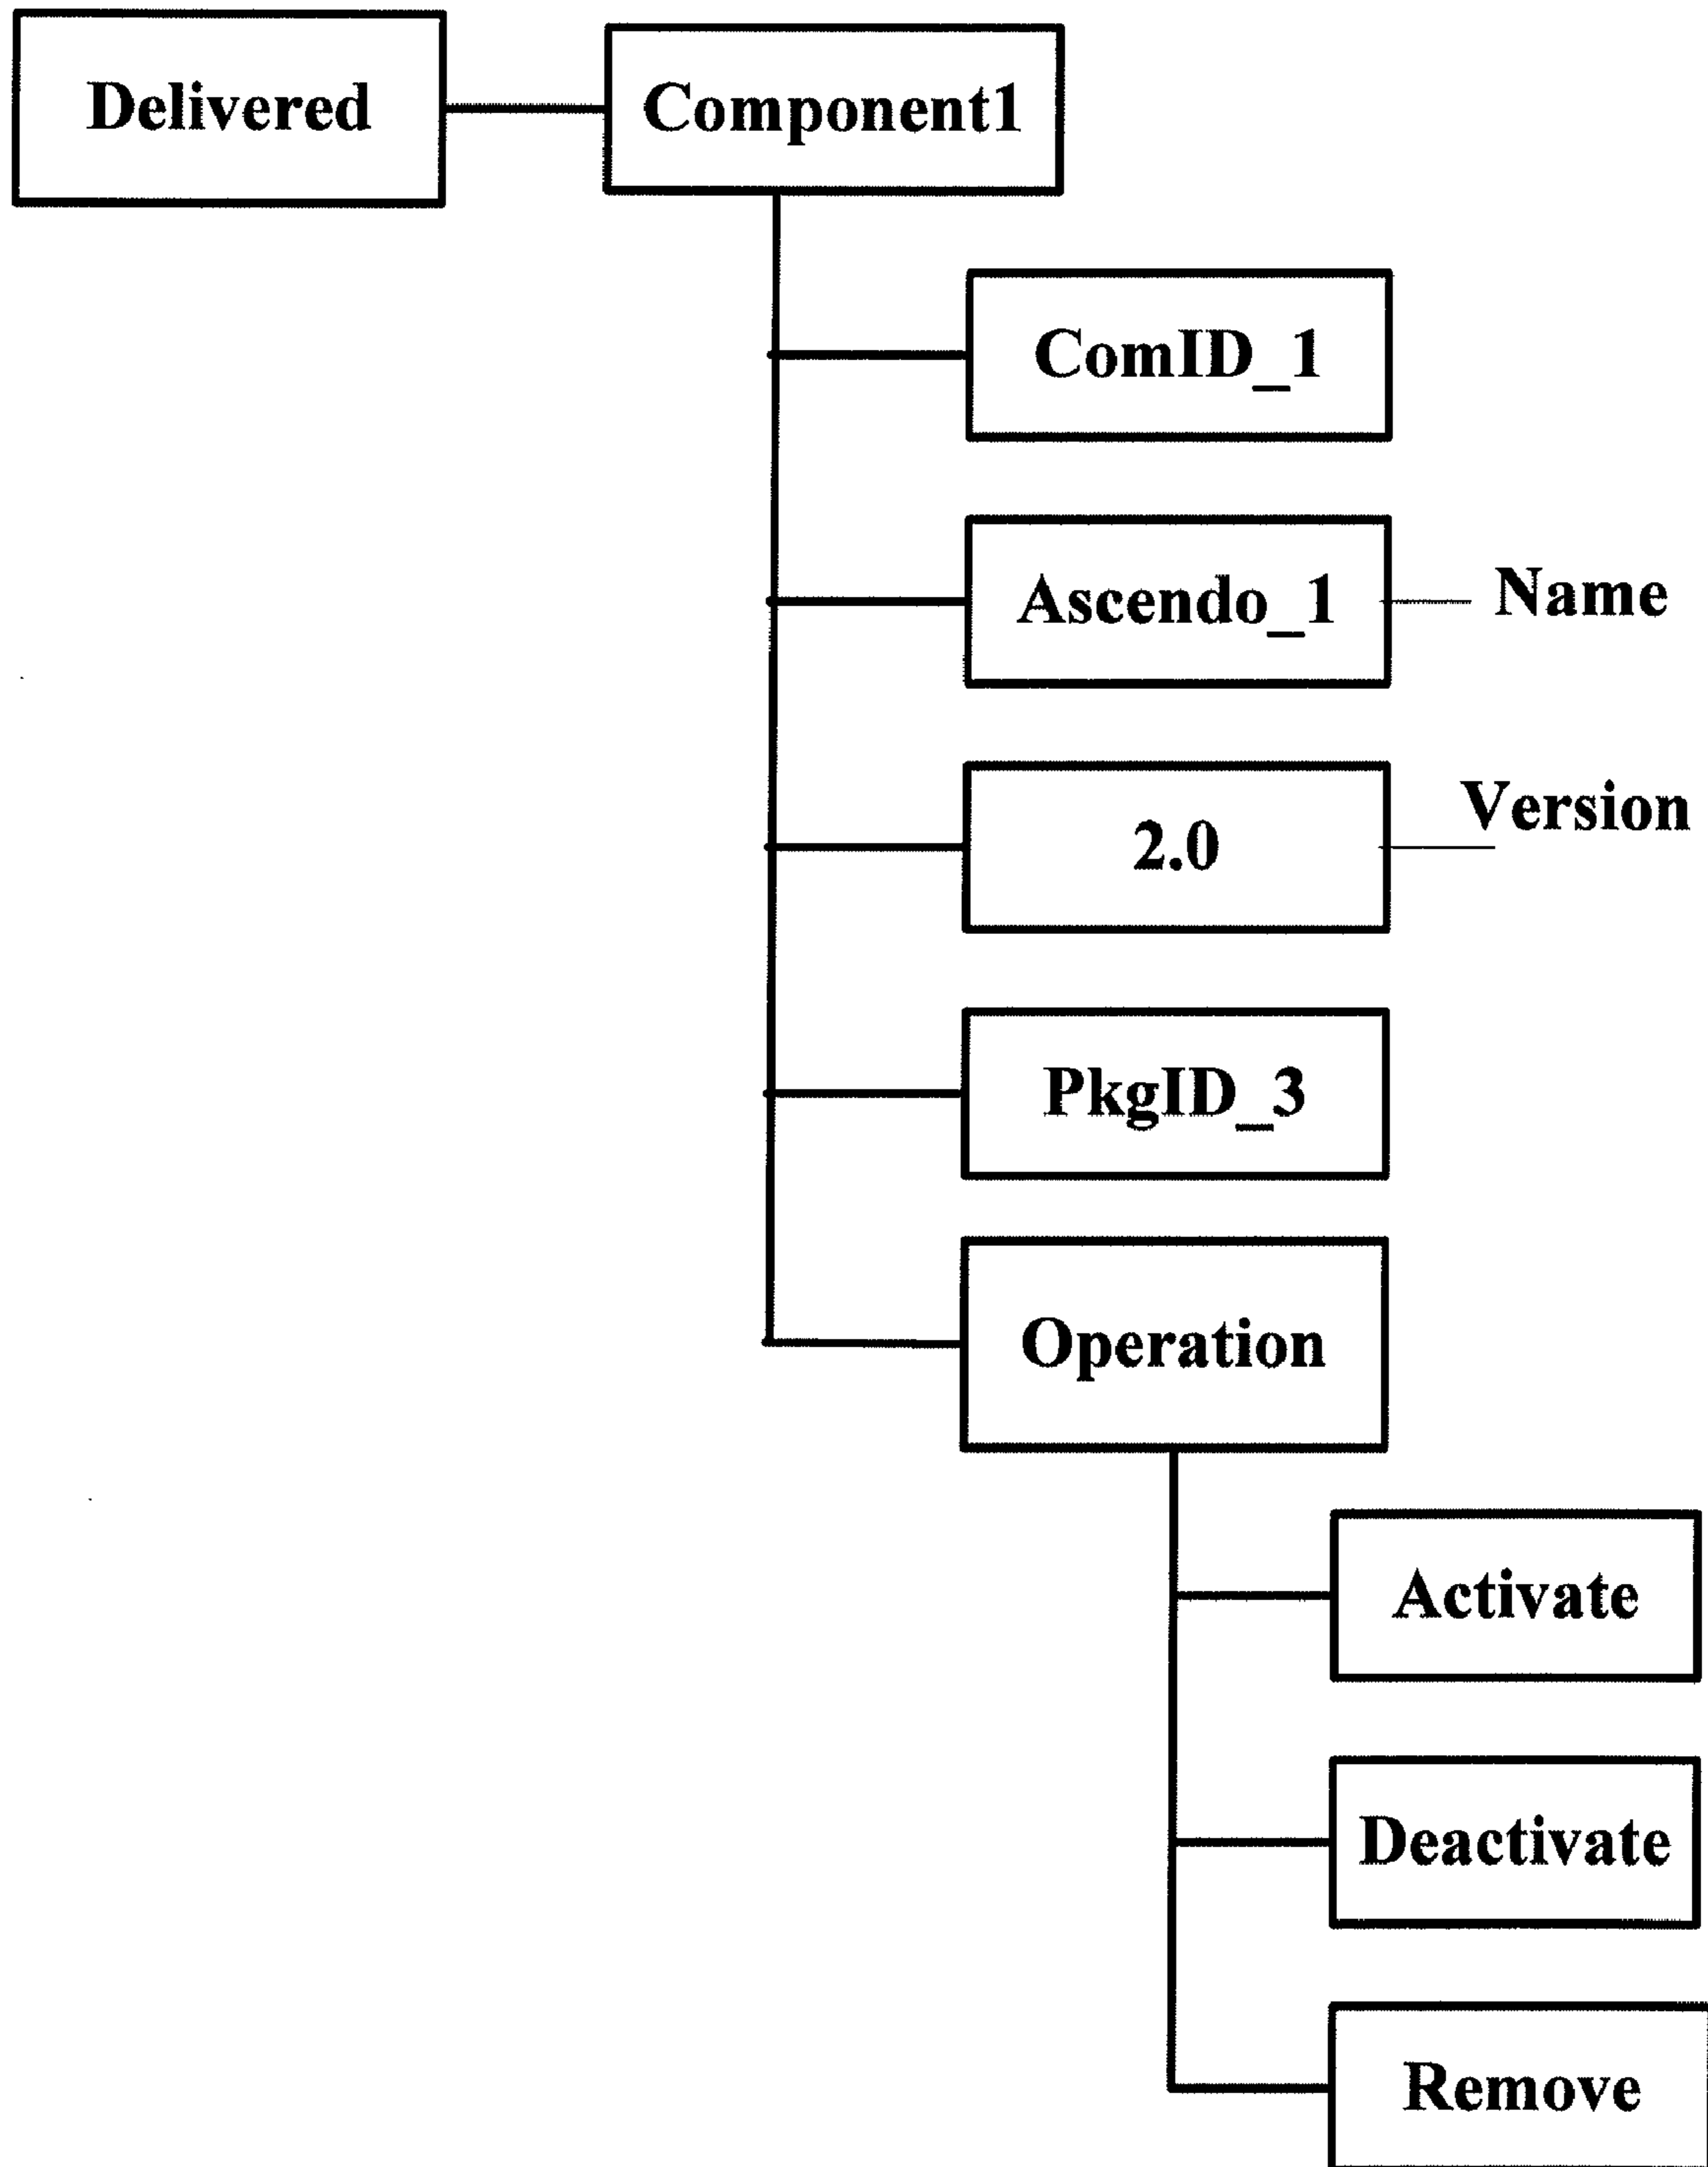 Delivered
Component1
ComID_1
Ascendo_1
Name
2.0
Version
PkgID_3
Operation
Activate
Deactivate
Remove